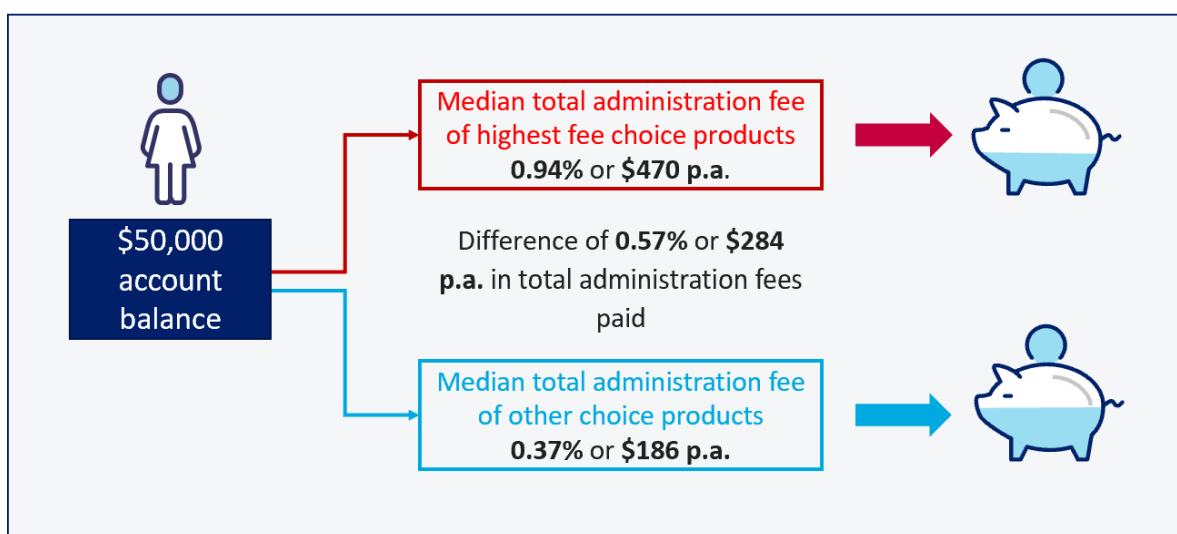 $50,000
account
balance
Median total administration fee
of highest fee choice products
0.94% or $470 p.a.
Difference of 0.57% or $284
p.a. in total administration fees
paid
Median total administration fee
of other choice products
0.37% or $186 p.a.